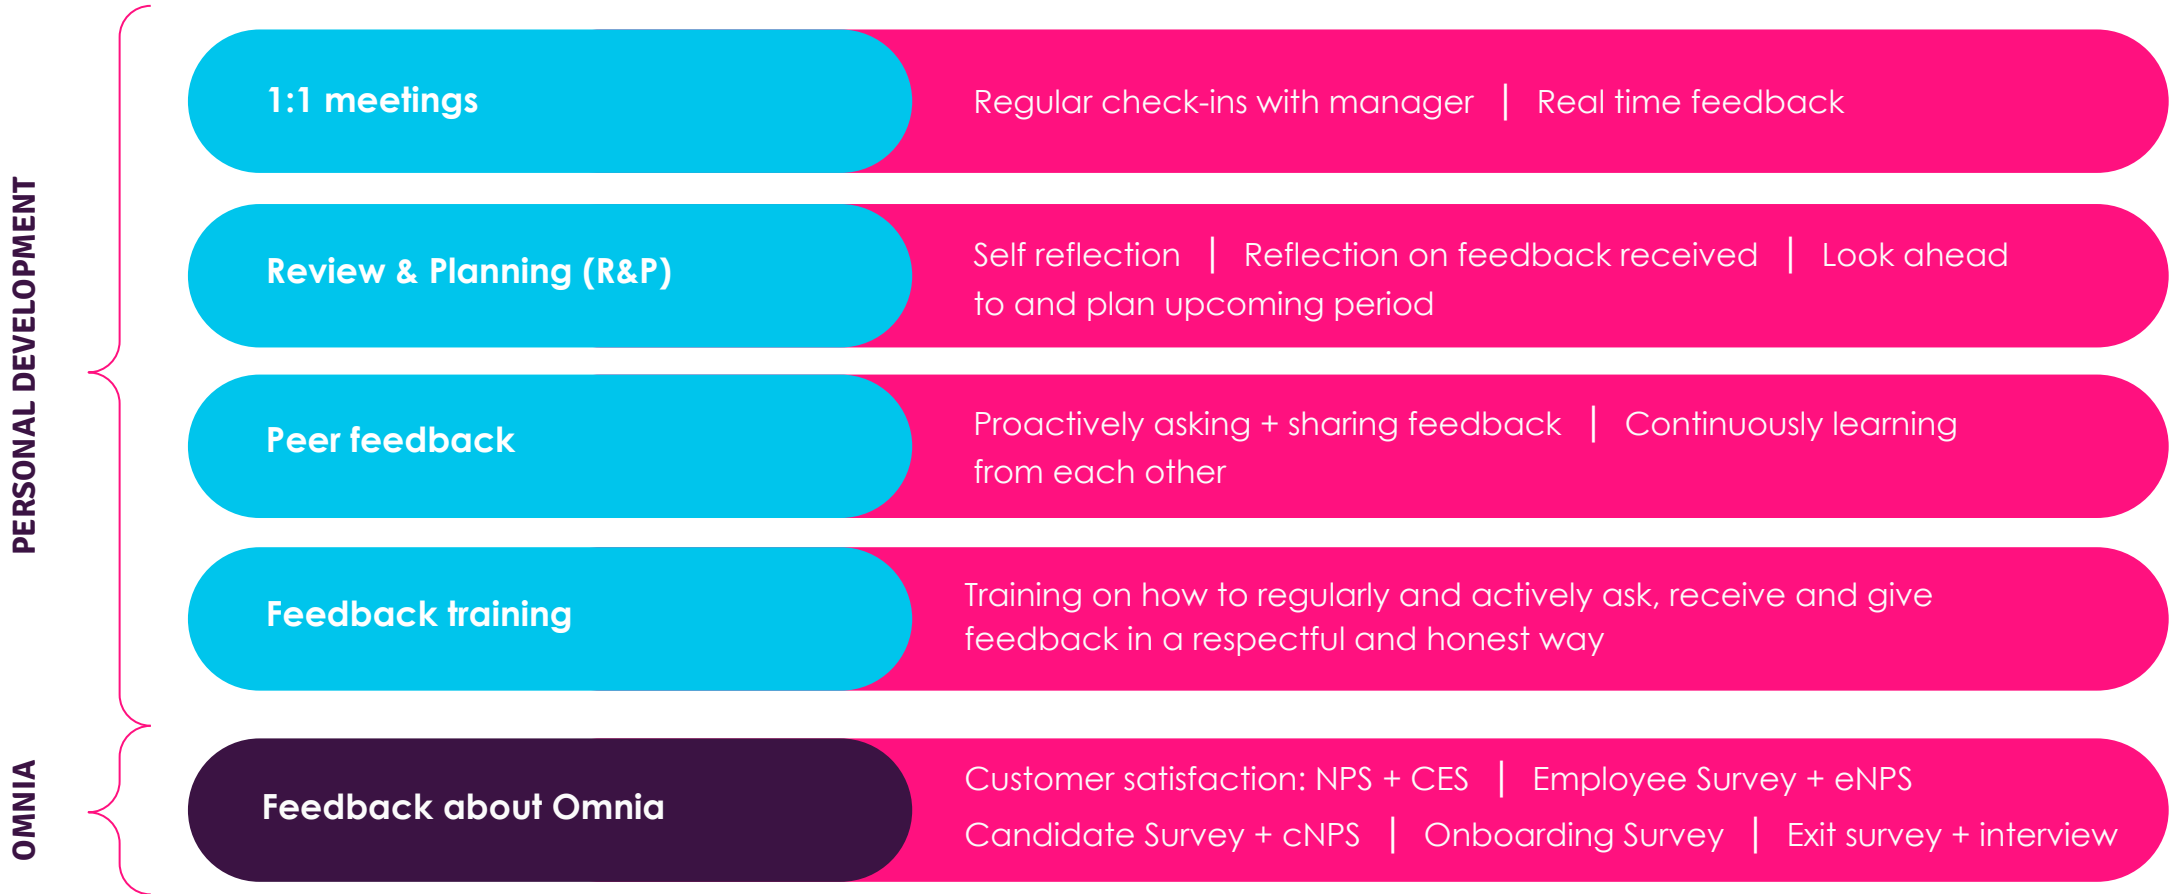 PERSONAL DEVELOPMENT
1:1 meetings
Regular check-ins with manager | Real time feedback
Review & Planning (R&P)
Self reflection | Reflection on feedback received | Look ahead
to and plan upcoming period
Peer feedback
Proactively asking + sharing feedback | Continuously learning
from each other
Feedback training
Training on how to regularly and actively ask, receive and give
feedback in a respectful and honest way
OMNIA
Feedback about Omnia
Customer satisfaction: NPS + CES | Employee Survey + eNPS
Candidate Survey + cNPS | Onboarding Survey | Exit survey + interview